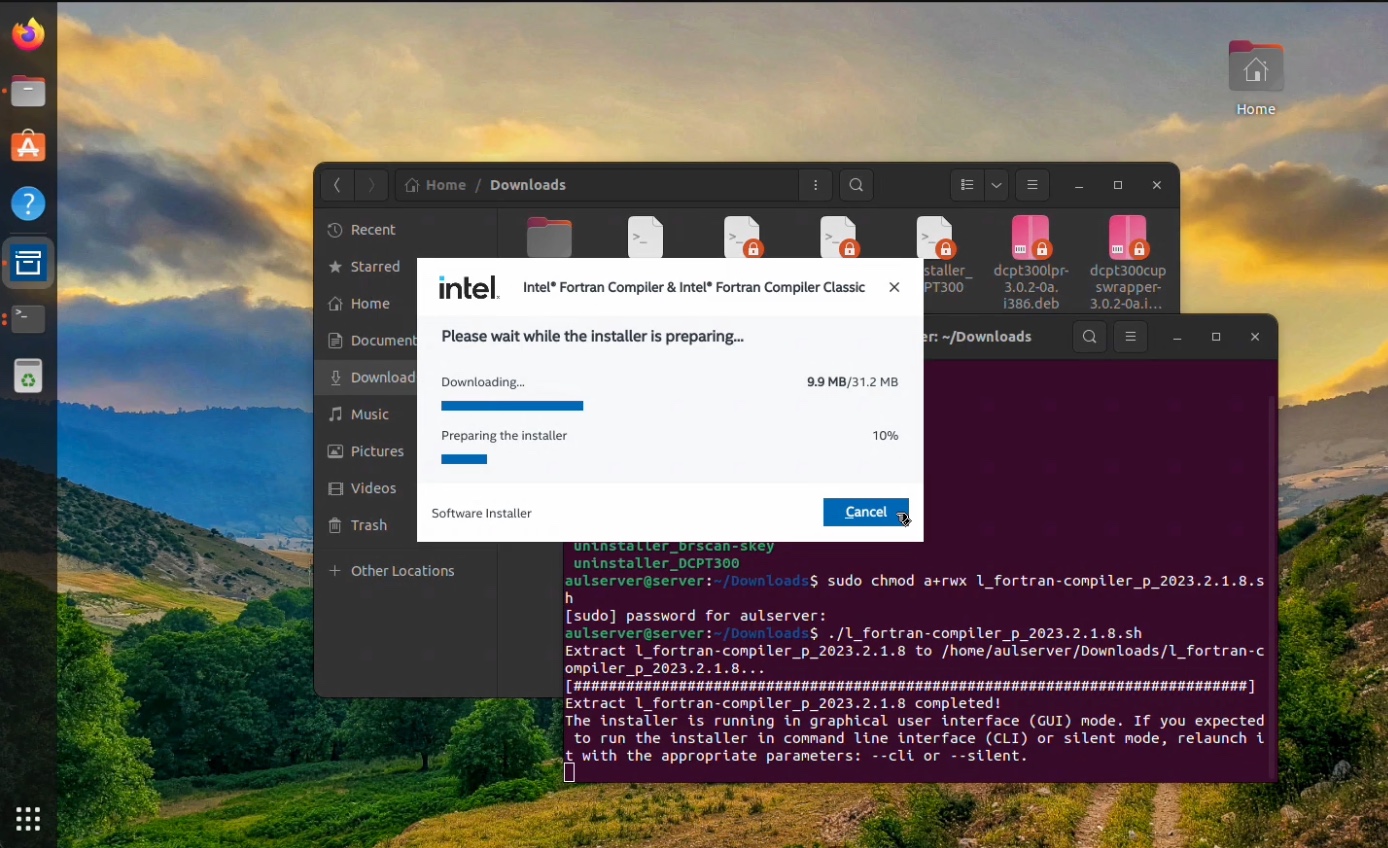 Home
Home / Downloads
Recent
Starred
Home
Document
Download
Music
Pictures
Videos
Trash
Other Locations
staller_
PT300
dcpt300lpr-
3.0.2-0a.
i386.deb
dcpt300cup
swrapper-
3.0.2-0a.i...
intel.
Intel® Fortran Compiler & Intel® Fortran Compiler Classic
Please wait while the installer is preparing...
Downloading...
9.9 MB/31.2 MB
Preparing the installer
10%
Software Installer
Cancel
er: ~/Downloads
uninstaller_brscan-skey
uninstaller_DCPT300
aulserver@server:~/Downloads$ sudo chmod a+rwx l_fortran-compiler_p_2023.2.1.8.s
h
[sudo] password for aulserver:
aulserver@server:~/Downloads$ ./l_fortran-compiler_p_2023.2.1.8.sh
Extract l_fortran-compiler_p_2023.2.1.8 to /home/aulserver/Downloads/l_fortran-c
ompiler_p_2023.2.1.8...
[##############################################################################]
Extract l_fortran-compiler_p_2023.2.1.8 completed!
The installer is running in graphical user interface (GUI) mode. If you expected
to run the installer in command line interface (CLI) or silent mode, relaunch i
t with the appropriate parameters: --cli or --silent.